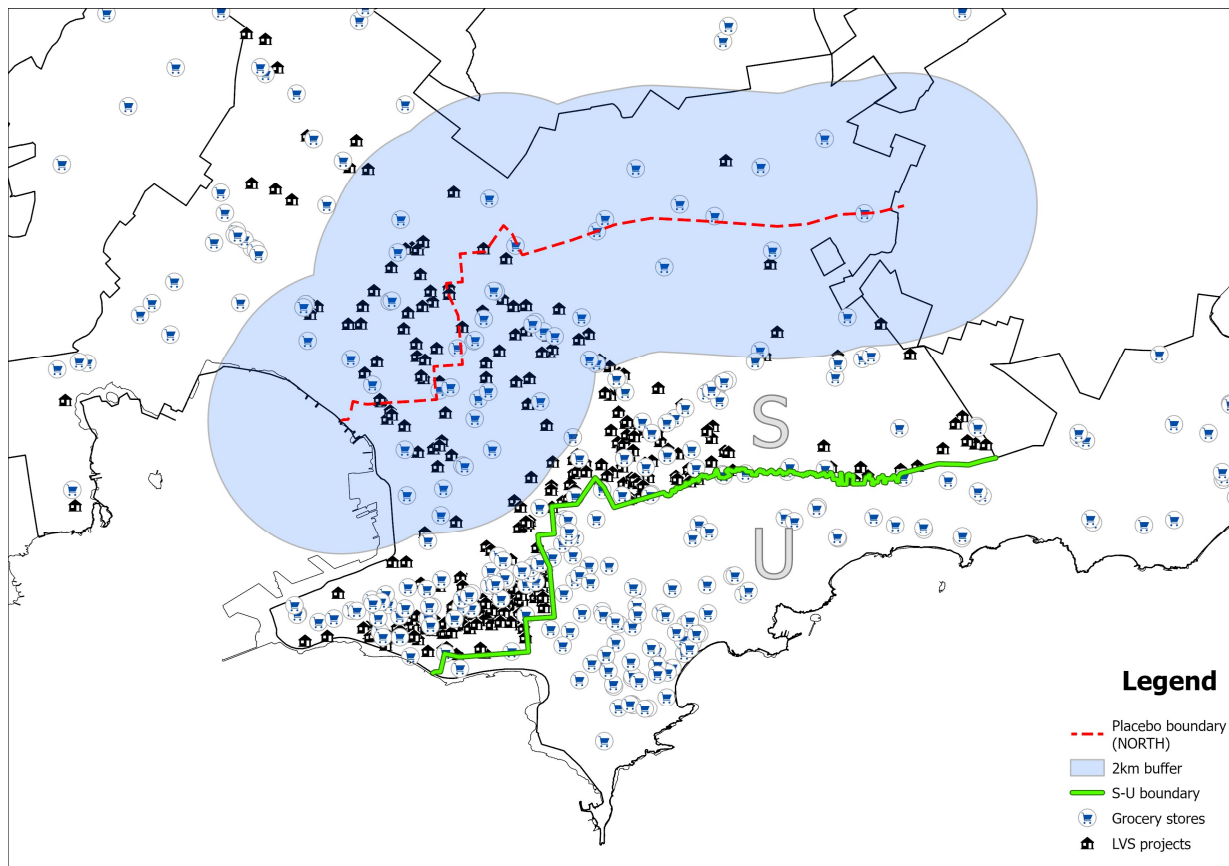 S
U
Legend
Placebo boundary
(NORTH)
2km buffer
S-U boundary
Grocery stores
LVS projects